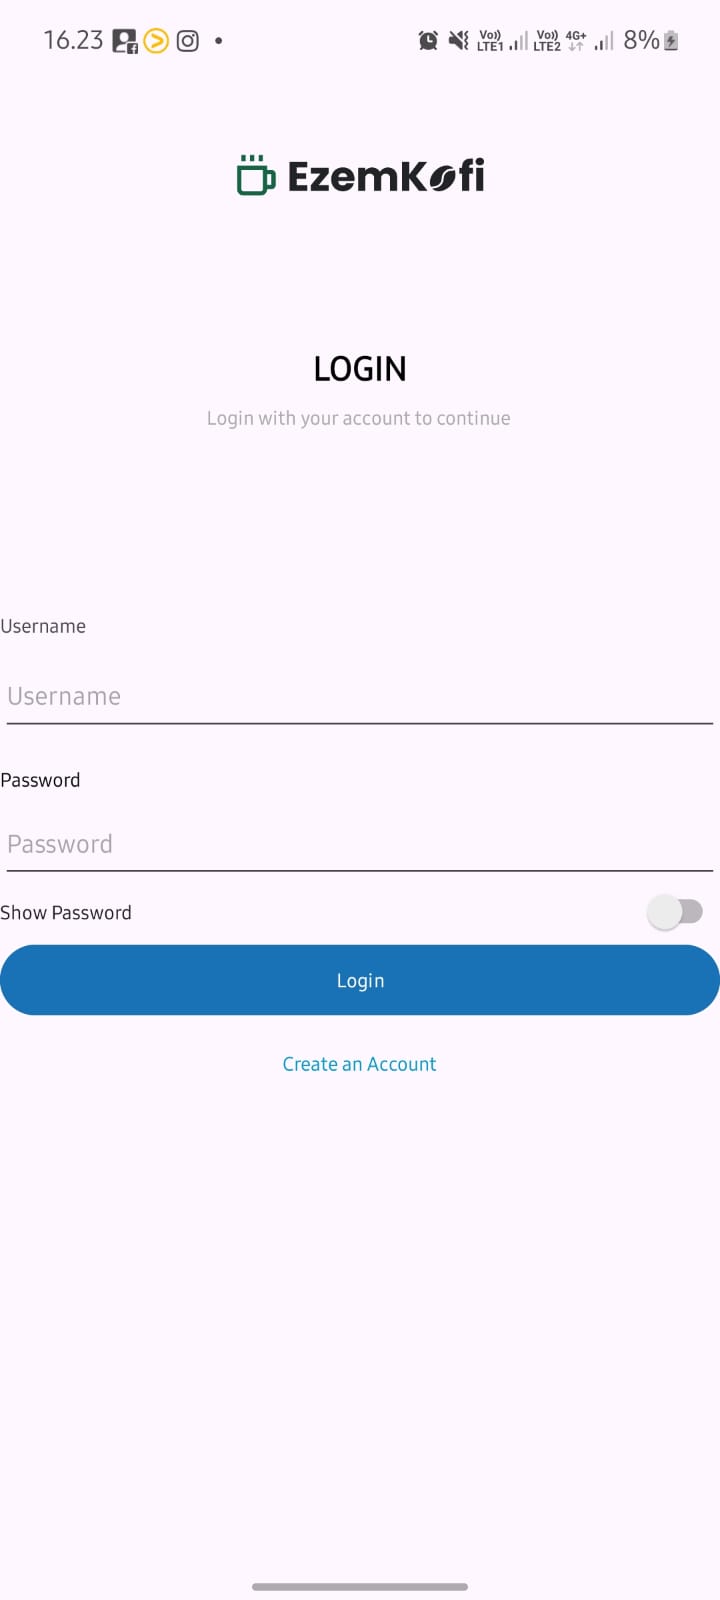 16.23 Vo)) LTE1 Vo)) LTE2 4G+ 8%
EzemKofi
LOGIN
Login with your account to continue
Username
Username
Password
Password
Show Password
Login
Create an Account